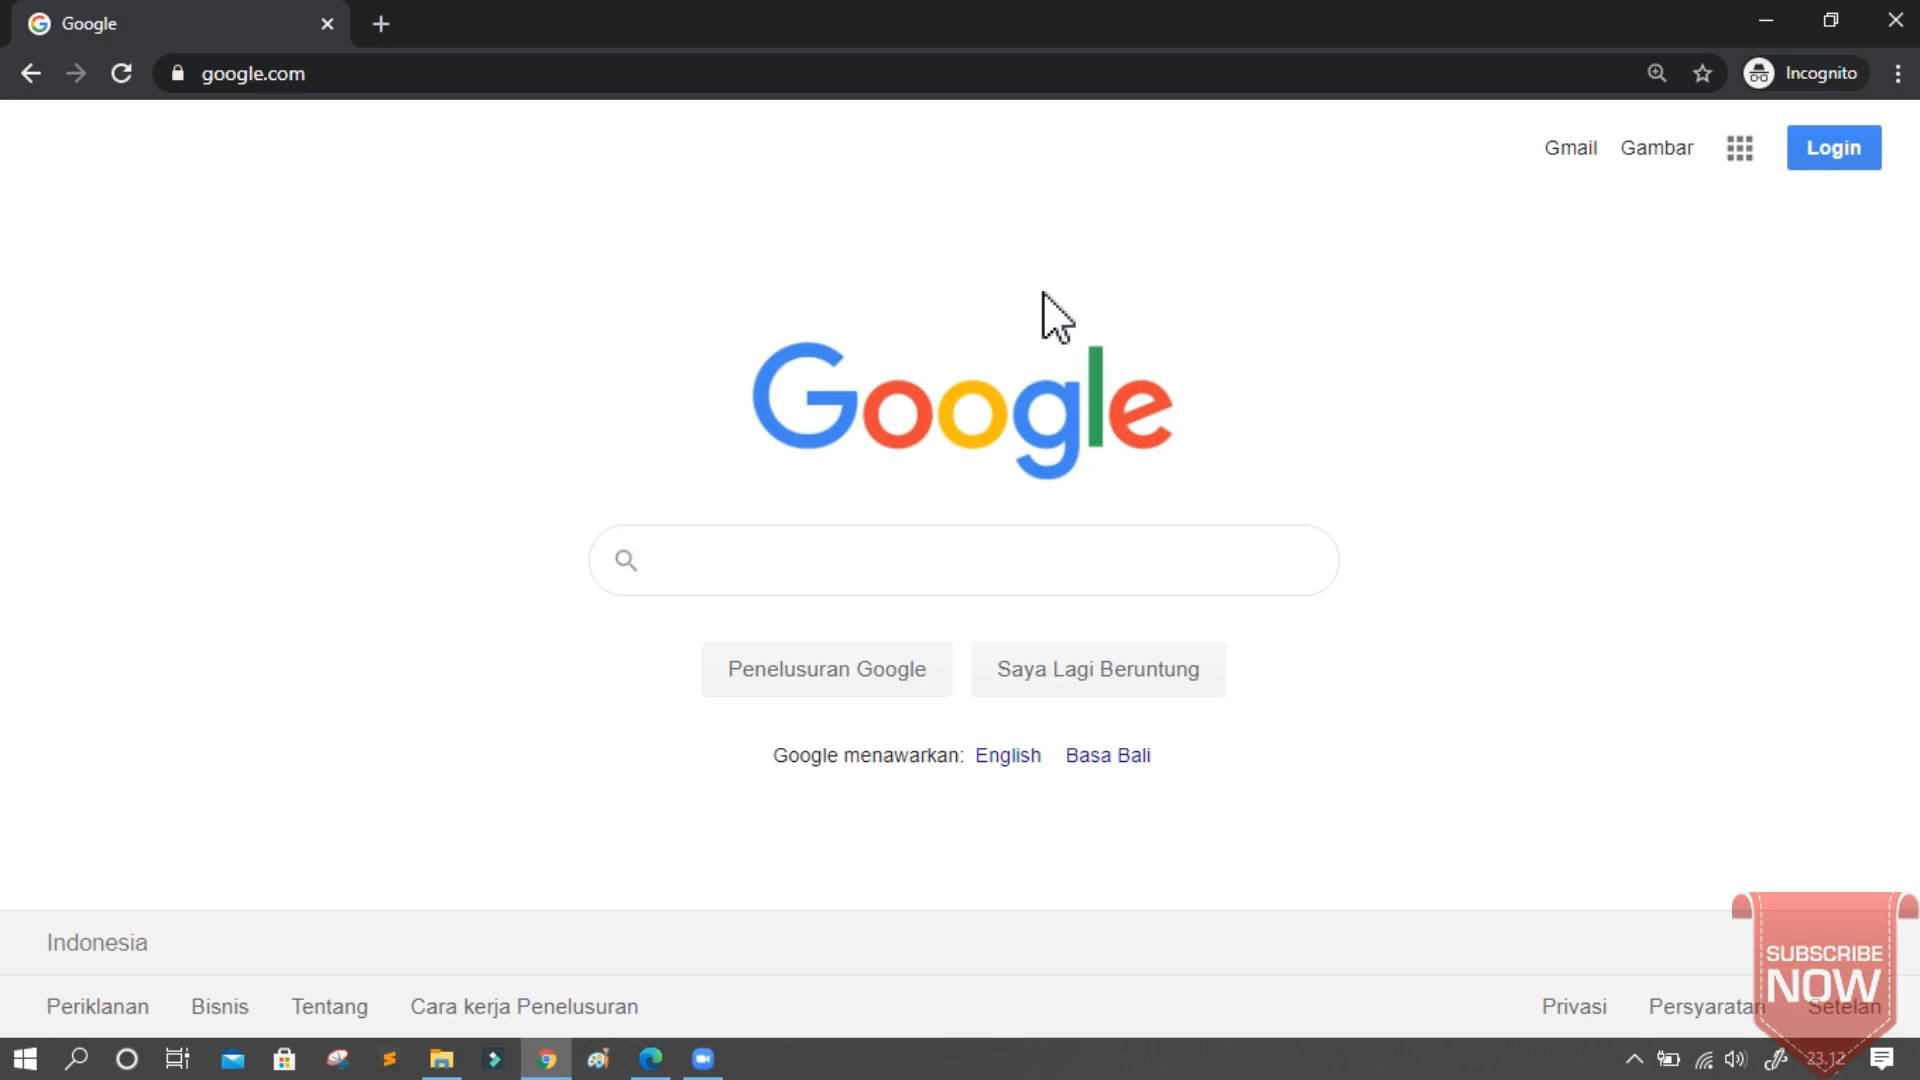 Google
google.com
Incognito
Gmail Gambar Login
Google
Penelusuran Google Saya Lagi Beruntung
Google menawarkan: English Basa Bali
Indonesia
SUBSCRIBE
NOW
Periklanan Bisnis Tentang Cara kerja Penelusuran Privasi Persyaratan Setelan
23.12